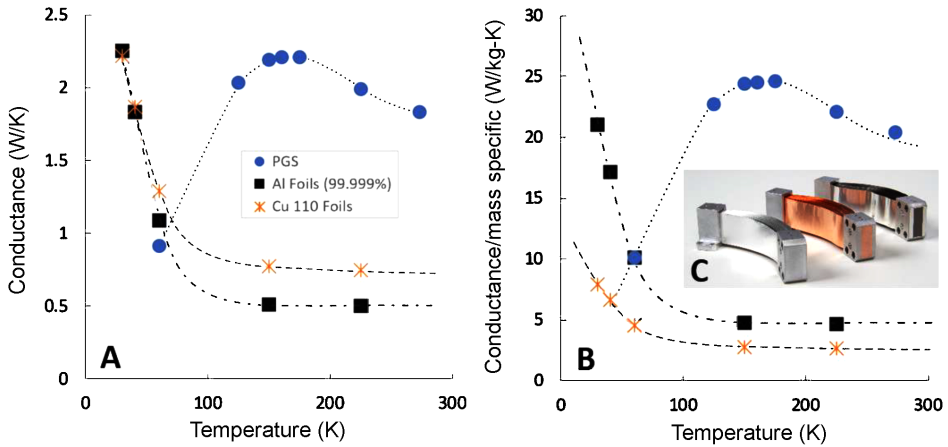 A
Conductance (W/K)
2.5
2
1.5
1
0.5
0
0
100
200
300
Temperature (K)
PGS
Al Foils (99.999%)
Cu 110 Foils
B
Conductance/mass specific (W/kg-K)
30
25
20
15
10
5
0
0
100
200
300
Temperature (K)
C